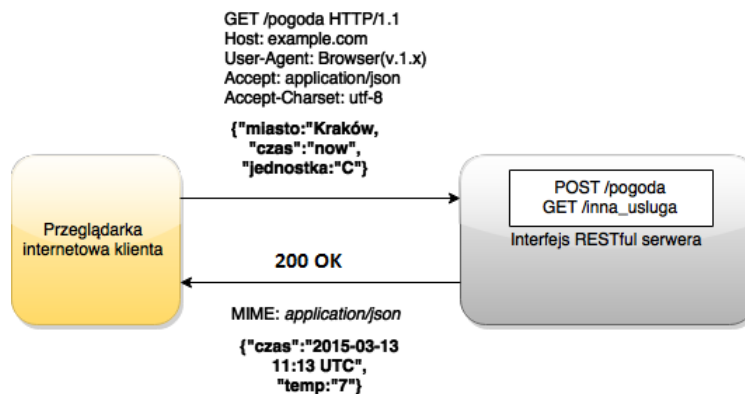 GET /pogoda HTTP/1.1
Host: example.com
User-Agent: Browser(v.1.x)
Accept: application/json
Accept-Charset: utf-8
{"miasto:"Kraków,
"czas":"now",
"jednostka:"C"}
Przeglądarka
internetowa klienta
POST /pogoda
GET /inna_usluga
Interfejs RESTful serwera
200 OK
MIME: application/json
{"czas":"2015-03-13
11:13 UTC",
"temp:"7"}